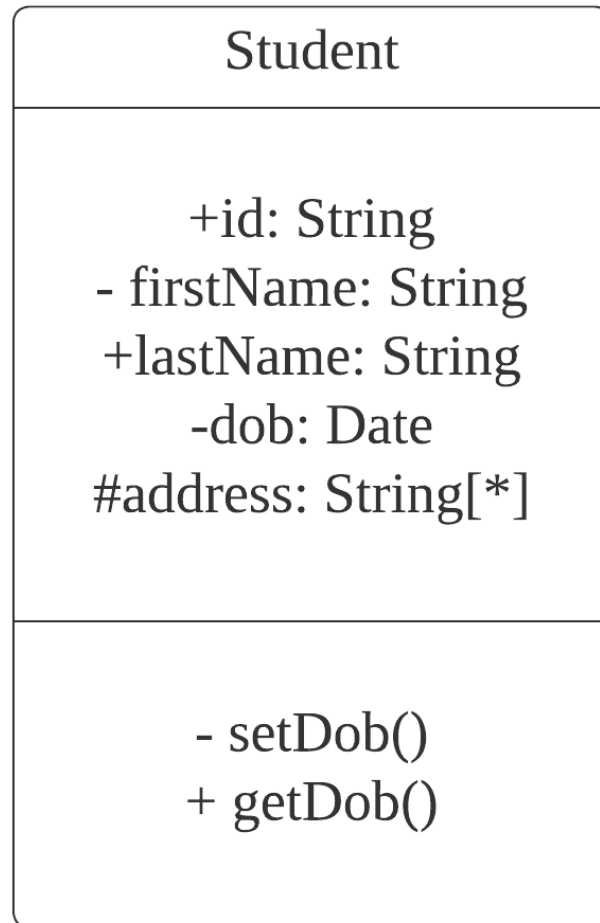 Student
+id: String
- firstName: String
+lastName: String
-dob: Date
#address: String[*]
- setDob()
+ getDob()